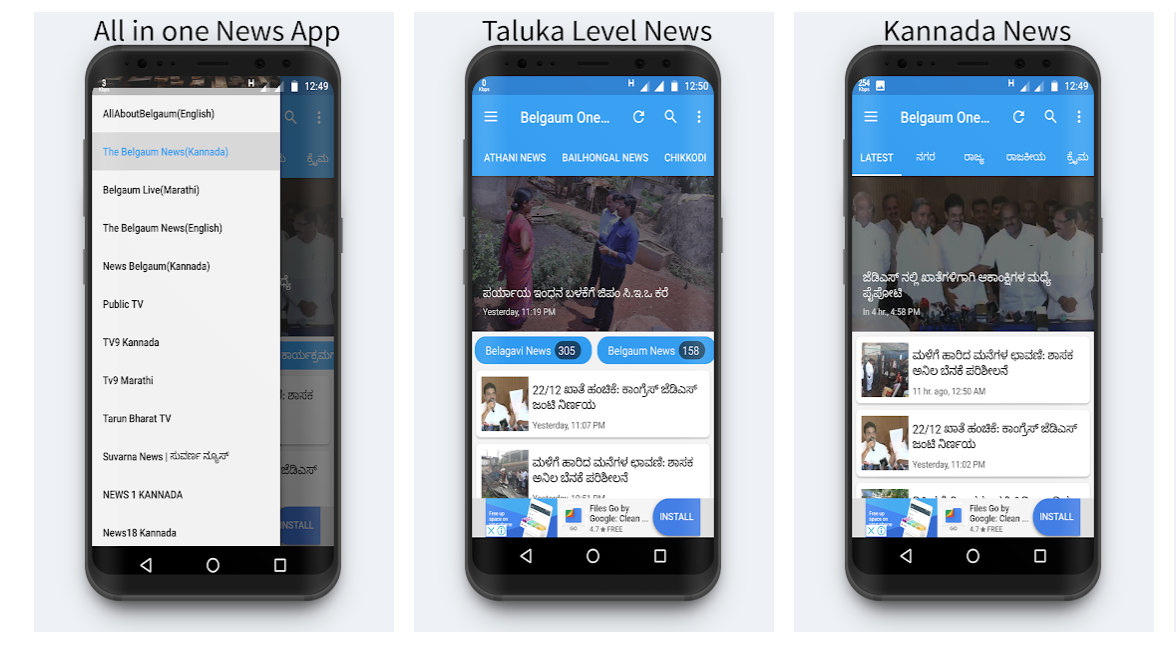 All in one News App
3
Kbps
H
12:49
AllAboutBelgaum(English)
The Belgaum News(Kannada)
Belgaum Live(Marathi)
The Belgaum News(English)
News Belgaum(Kannada)
Public TV
TV9 Kannada
Tv9 Marathi
Tarun Bharat TV
Suvarna News | ಸುವರ್ಣ ನ್ಯೂಸ್
NEWS 1 KANNADA
News18 Kannada
ಕ್ರೈಮ
: ಶಾಸಕ
ಜೆಡಿಎಸ್
INSTALL
Taluka Level News
0
Kbps
H
12:50
Belgaum One...
ATHANI NEWS BAILHONGAL NEWS CHIKKODI
ಪರ್ಯಾಯ ಇಂಧನ ಬಳಕೆಗೆ ಜಿಪಂ ಸಿ.ಇ.ಒ ಕರೆ
Yesterday, 11:19 PM
Belagavi News 305 Belgaum News 158
22/12 ಖಾತೆ ಹಂಚಿಕೆ: ಕಾಂಗ್ರೆಸ್ ಜೆಡಿಎಸ್
ಜಂಟಿ ನಿರ್ಣಯ
Yesterday, 11:07 PM
ಮಳೆಗೆ ಹಾರಿದ ಮನೆಗಳ ಛಾವಣಿ: ಶಾಸಕ
ಅನಿಲ ಬೆನಕೆ ಪರಿಶೀಲನೆ
Yesterday, 10:51 PM
Free up
space on
Files Go by
Google: Clean ...
4.7 ★ FREE
GO
INSTALL
Kannada News
254
Kbps
H
12:49
Belgaum One...
LATEST ನಗರ ರಾಜ್ಯ ರಾಜಕೀಯ ಕ್ರೈಮ
ಜೆಡಿಎಸ್ ನಲ್ಲಿ ಖಾತೆಗಳಿಗಾಗಿ ಆಕಾಂಕ್ಷಿಗಳ ಮಧ್ಯೆ
ಪೈಪೋಟಿ
In 4 hr., 4:58 PM
ಮಳೆಗೆ ಹಾರಿದ ಮನೆಗಳ ಛಾವಣಿ: ಶಾಸಕ
ಅನಿಲ ಬೆನಕೆ ಪರಿಶೀಲನೆ
11 hr. ago, 12:50 AM
22/12 ಖಾತೆ ಹಂಚಿಕೆ: ಕಾಂಗ್ರೆಸ್ ಜೆಡಿಎಸ್
ಜಂಟಿ ನಿರ್ಣಯ
Yesterday, 11:02 PM
Free up
space on
Files Go by
Google: Clean ...
4.7 ★ FREE
GO
INSTALL